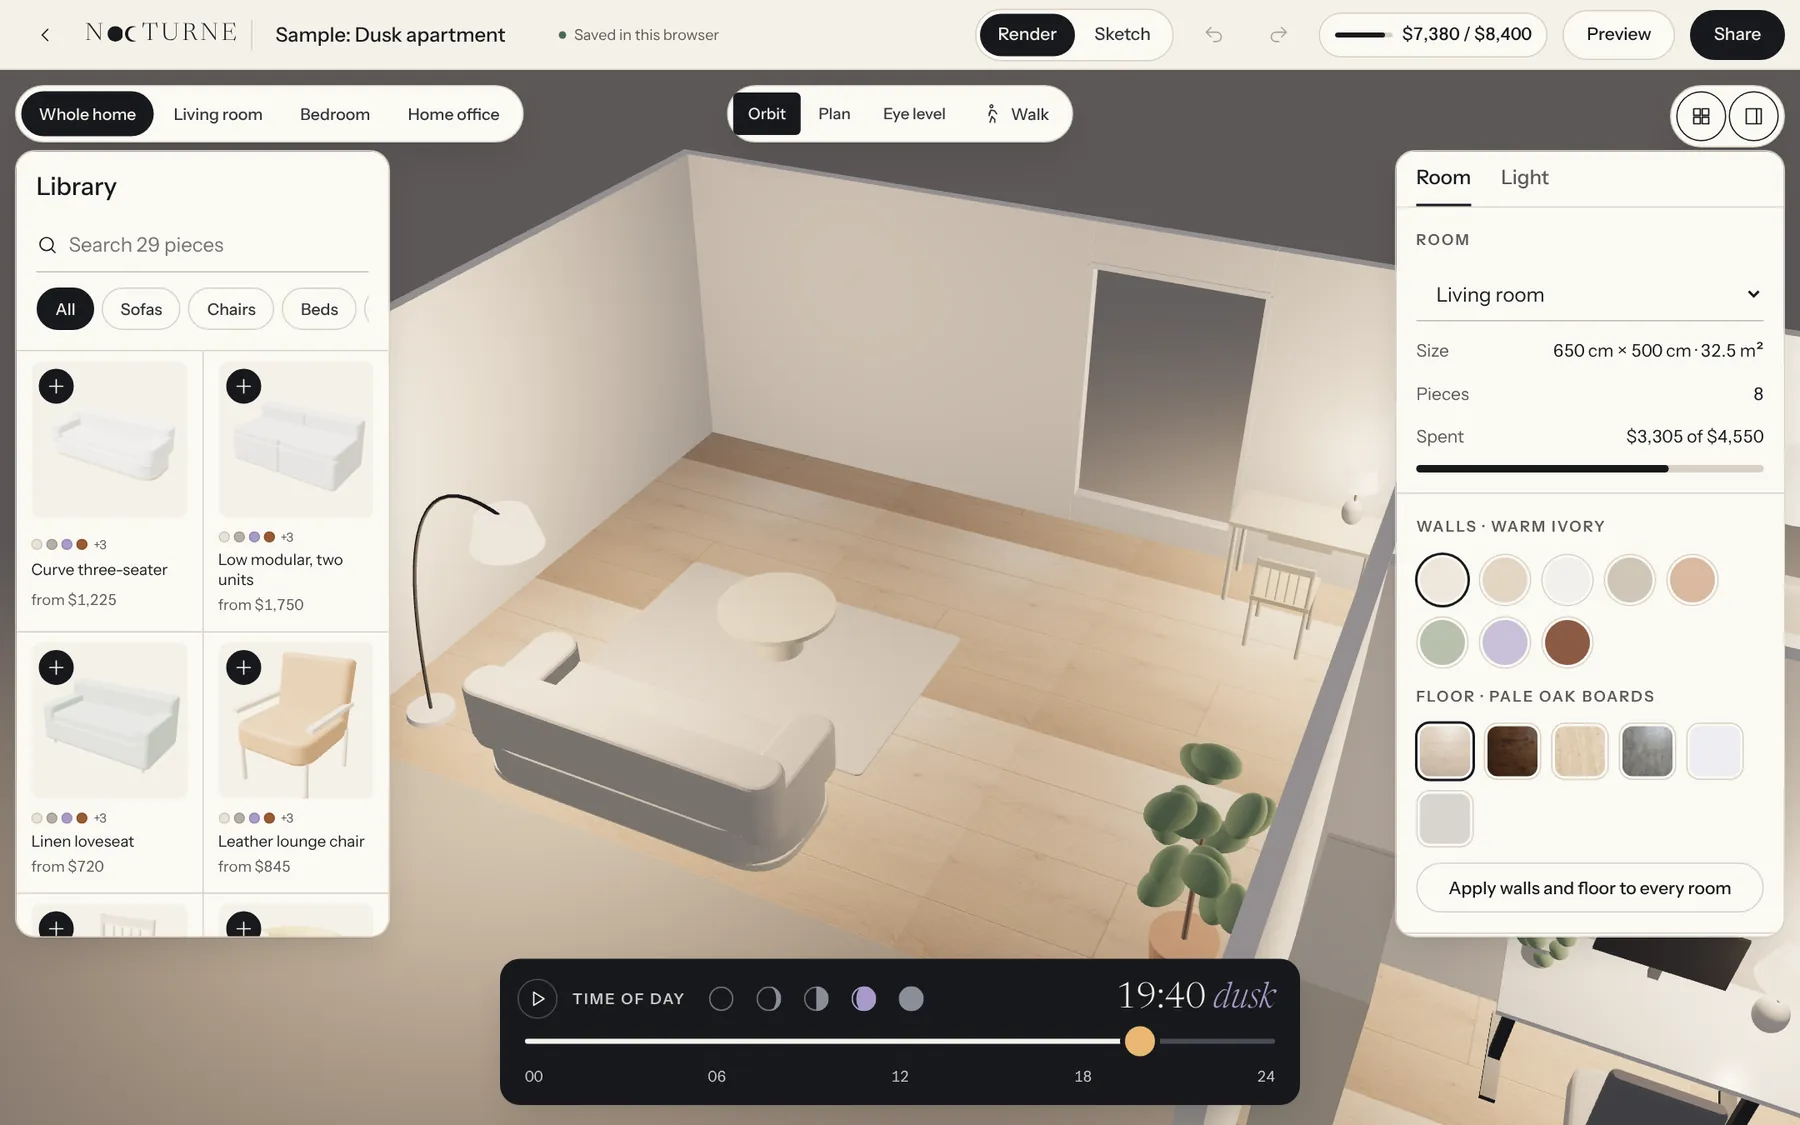 NOCTURNE
Sample: Dusk apartment
Saved in this browser
Render
Sketch
$7,380 / $8,400
Preview
Share
Whole home
Living room
Bedroom
Home office
Orbit
Plan
Eye level
Walk
Library
Search 29 pieces
All
Sofas
Chairs
Beds
+3
Curve three-seater
from $1,225
+3
Low modular, two
units
from $1,750
+3
Linen loveseat
from $720
+3
Leather lounge chair
from $845
Room
Light
ROOM
Living room
Size
650 cm × 500 cm · 32.5 m²
Pieces
8
Spent
$3,305 of $4,550
WALLS · WARM IVORY
FLOOR · PALE OAK BOARDS
Apply walls and floor to every room
TIME OF DAY
19:40 dusk
00
06
12
18
24